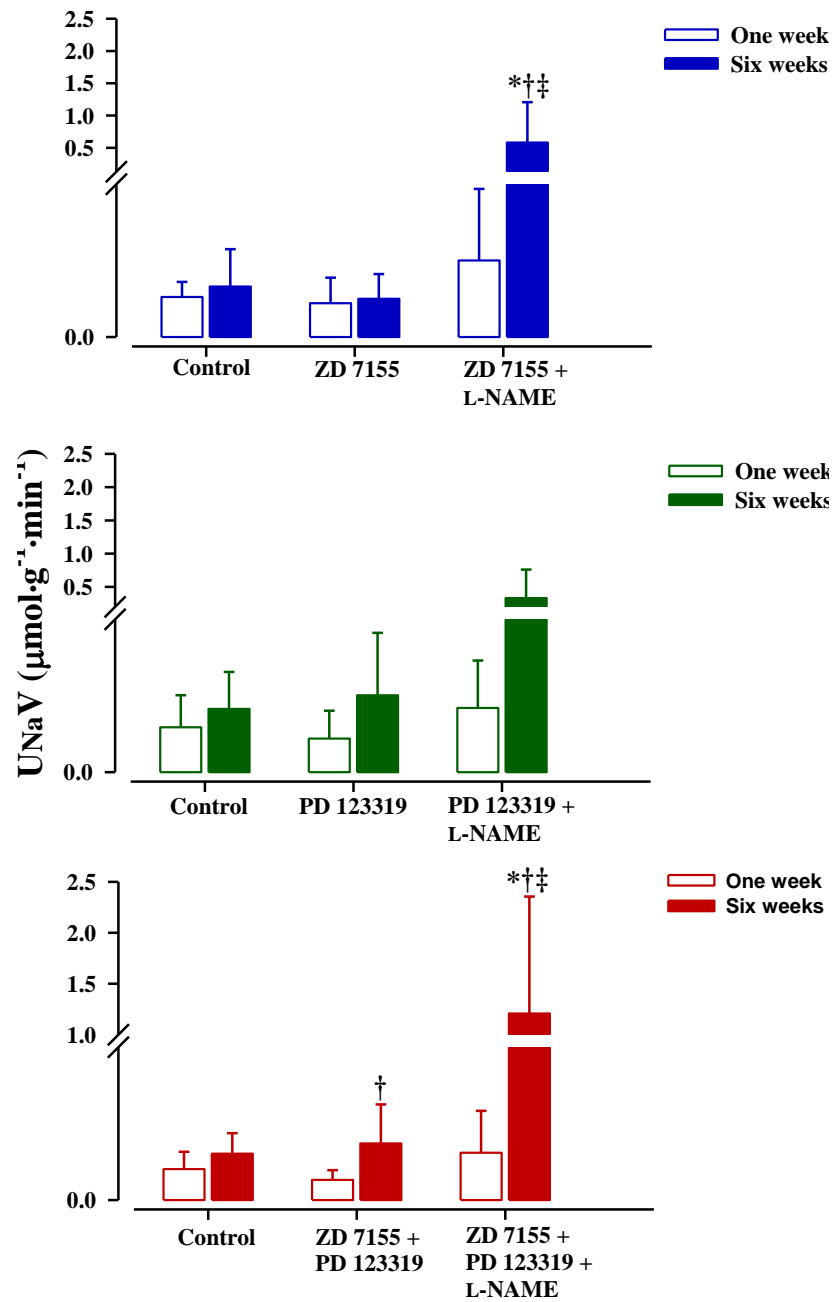 2.5
2.0
1.5
1.0
0.5
0.0
One week
Six weeks
*†‡
Control
ZD 7155
ZD 7155 +
L-NAME
UNaV (µmol·g⁻¹·min⁻¹)
2.5
2.0
1.5
1.0
0.5
0.0
One week
Six weeks
Control
PD 123319
PD 123319 +
L-NAME
2.5
2.0
1.5
1.0
0.0
One week
Six weeks
†
*†‡
Control
ZD 7155 +
PD 123319
ZD 7155 +
PD 123319 +
L-NAME